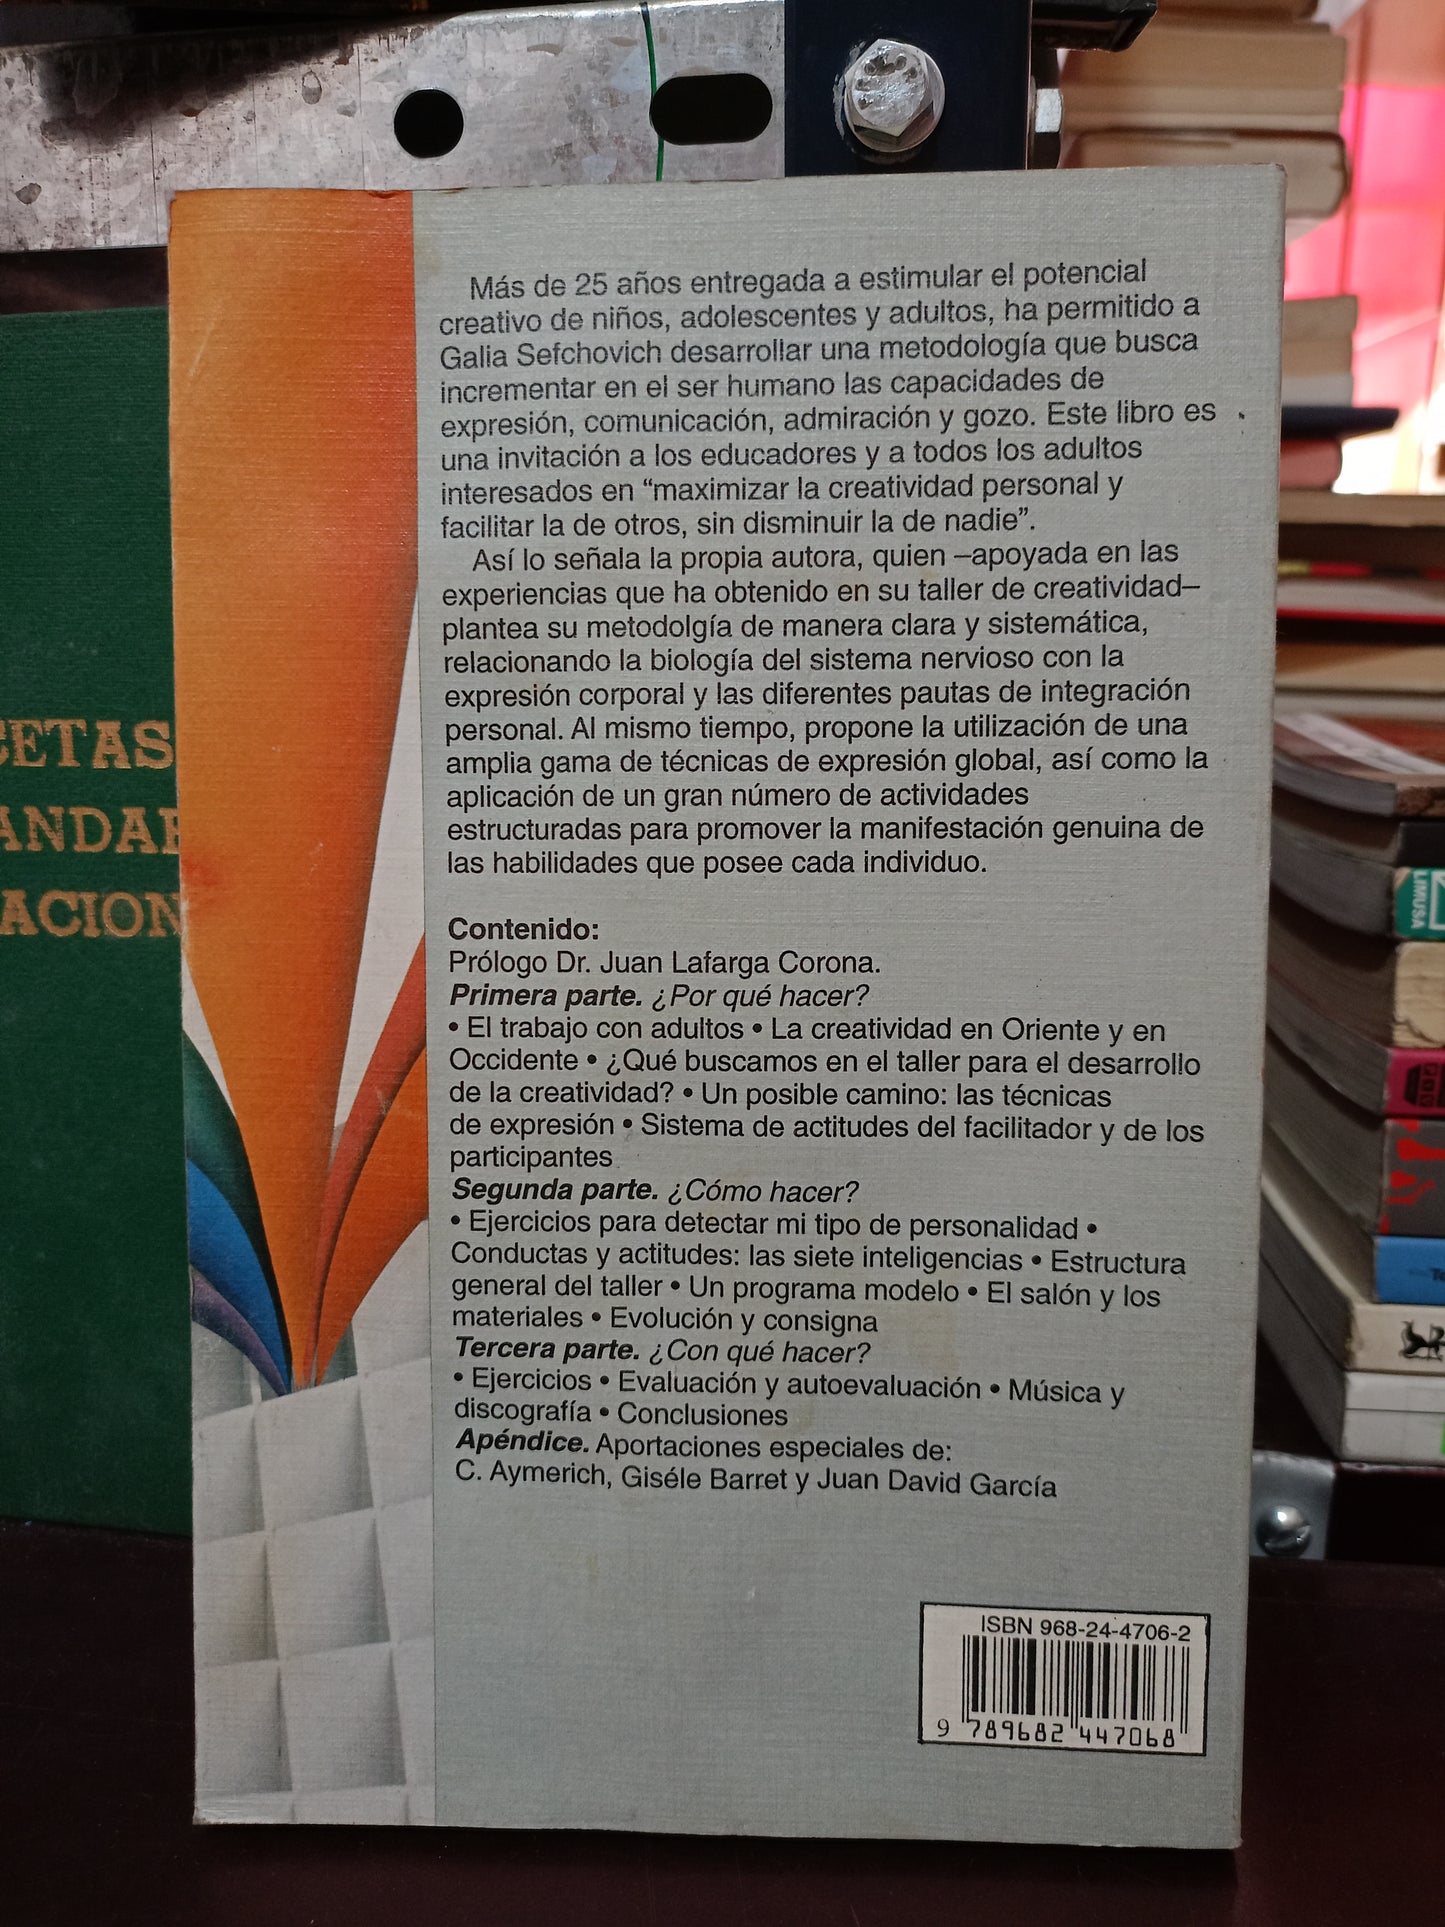 Más de 25 años entregada a estimular el potencial
creativo de niños, adolescentes y adultos, ha permitido a
Galia Sefchovich desarrollar una metodología que busca
incrementar en el ser humano las capacidades de
expresión, comunicación, admiración y gozo. Este libro es
una invitación a los educadores y a todos los adultos
interesados en “maximizar la creatividad personal y
facilitar la de otros, sin disminuir la de nadie”.
Así lo señala la propia autora, quien –apoyada en las
experiencias que ha obtenido en su taller de creatividad–
plantea su metodolgía de manera clara y sistemática,
relacionando la biología del sistema nervioso con la
expresión corporal y las diferentes pautas de integración
personal. Al mismo tiempo, propone la utilización de una
amplia gama de técnicas de expresión global, así como la
aplicación de un gran número de actividades
estructuradas para promover la manifestación genuina de
las habilidades que posee cada individuo.
Contenido:
Prólogo Dr. Juan Lafarga Corona.
Primera parte. ¿Por qué hacer?
• El trabajo con adultos • La creatividad en Oriente y en
Occidente • ¿Qué buscamos en el taller para el desarrollo
de la creatividad? • Un posible camino: las técnicas
de expresión • Sistema de actitudes del facilitador y de los
participantes
Segunda parte. ¿Cómo hacer?
• Ejercicios para detectar mi tipo de personalidad •
Conductas y actitudes: las siete inteligencias • Estructura
general del taller • Un programa modelo • El salón y los
materiales • Evolución y consigna
Tercera parte. ¿Con qué hacer?
• Ejercicios • Evaluación y autoevaluación • Música y
discografía • Conclusiones
Apéndice. Aportaciones especiales de:
C. Aymerich, Giséle Barret y Juan David García
ISBN 968-24-4706-2
9 789682 447068
CETAS
ANDAR
ACION
LIMUSA